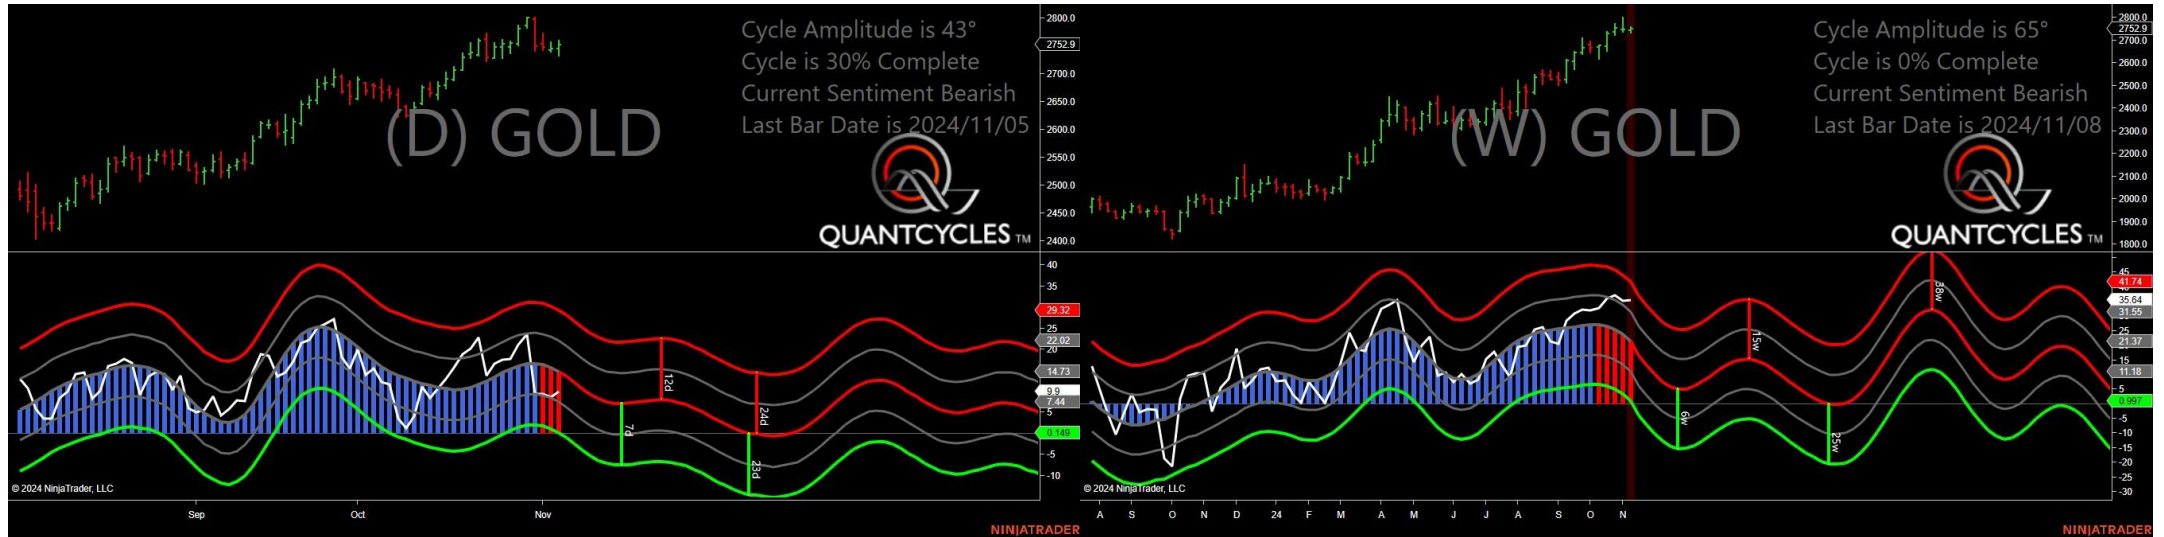 Cycle Amplitude is 43°
Cycle is 30% Complete
Current Sentiment Bearish
Last Bar Date is 2024/11/05
(D) GOLD
QUANTCYCLES TM
2800.0
2752.9
2700.0
2650.0
2600.0
2550.0
2500.0
2450.0
2400.0
40
35
29.32
25
22.02
20
14.73
9.9
7.44
5
0.149
-5
-10
12d
7d
24d
23d
© 2024 NinjaTrader, LLC
Sep Oct Nov
NINJATRADER
Cycle Amplitude is 65°
Cycle is 0% Complete
Current Sentiment Bearish
Last Bar Date is 2024/11/08
(W) GOLD
QUANTCYCLES TM
2800.0
2752.9
2700.0
2600.0
2500.0
2400.0
2300.0
2200.0
2100.0
2000.0
1900.0
1800.0
45
41.74
35.64
31.55
25
21.37
15
11.18
5
0.997
-5
-10
-15
-20
-25
-30
38w
15w
6w
25w
© 2024 NinjaTrader, LLC
A S O N D 24 F M A M J J A S O N
NINJATRADER